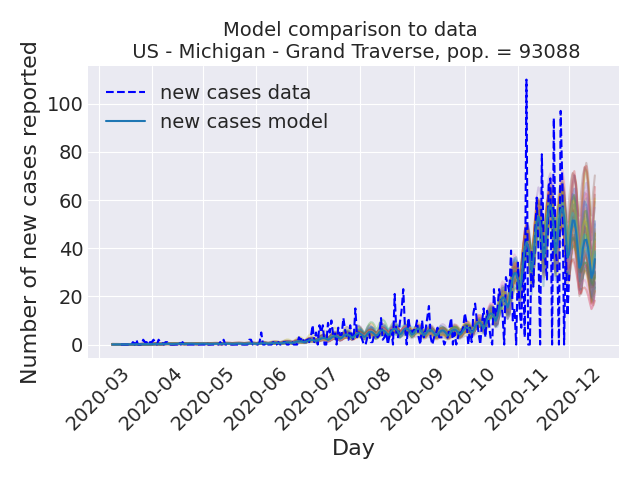 Model comparison to data
US - Michigan - Grand Traverse, pop. = 93088
Number of new cases reported
new cases data
new cases model
100
80
60
40
20
0
2020-03
2020-04
2020-05
2020-06
2020-07
2020-08
2020-09
2020-10
2020-11
2020-12
Day